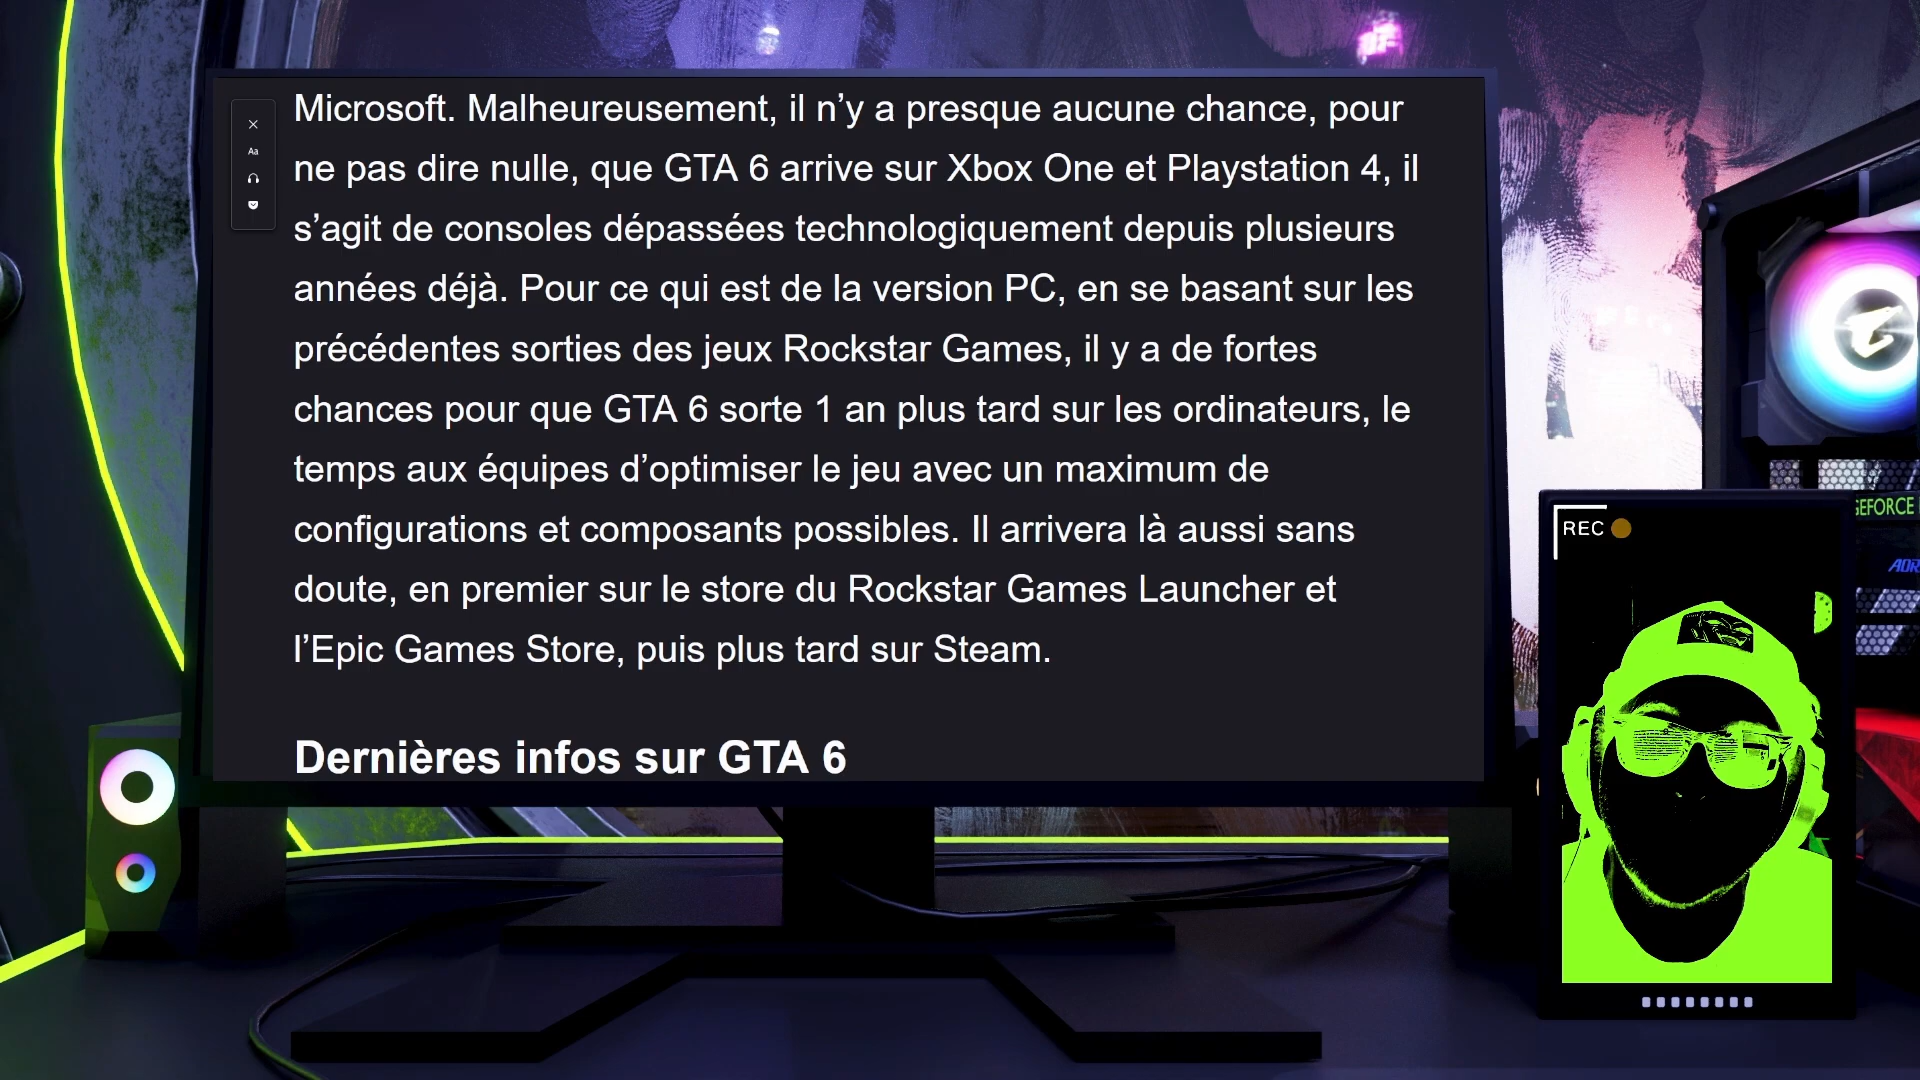 Microsoft. Malheureusement, il n’y a presque aucune chance, pour
ne pas dire nulle, que GTA 6 arrive sur Xbox One et Playstation 4, il
s’agit de consoles dépassées technologiquement depuis plusieurs
années déjà. Pour ce qui est de la version PC, en se basant sur les
précédentes sorties des jeux Rockstar Games, il y a de fortes
chances pour que GTA 6 sorte 1 an plus tard sur les ordinateurs, le
temps aux équipes d’optimiser le jeu avec un maximum de
configurations et composants possibles. Il arrivera là aussi sans
doute, en premier sur le store du Rockstar Games Launcher et
l’Epic Games Store, puis plus tard sur Steam.
Dernières infos sur GTA 6
Aa
GEFORCE
REC
AOR